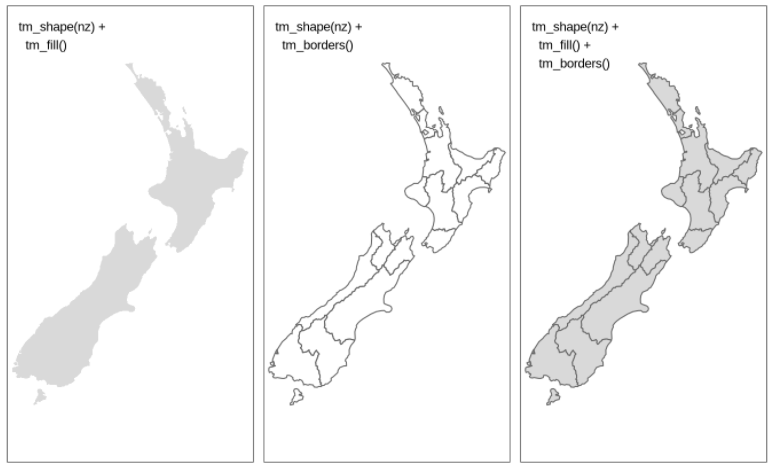 tm_shape(nz) +
tm_fill()
tm_shape(nz) +
tm_borders()
tm_shape(nz) +
tm_fill() +
tm_borders()